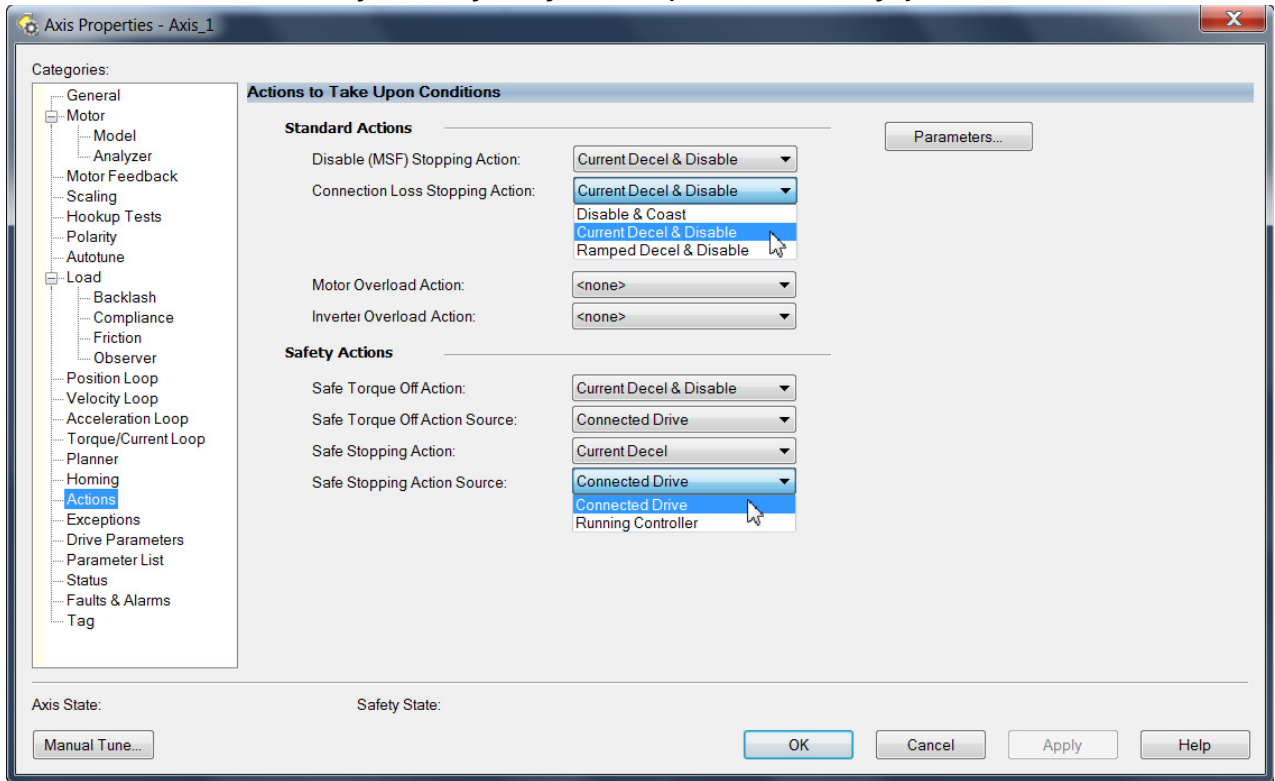 Axis Properties - Axis_1
X
Categories:
General
Motor
Model
Analyzer
Motor Feedback
Scaling
Hookup Tests
Polarity
Autotune
Load
Backlash
Compliance
Friction
Observer
Position Loop
Velocity Loop
Acceleration Loop
Torque/Current Loop
Planner
Homing
Actions
Exceptions
Drive Parameters
Parameter List
Status
Faults & Alarms
Tag
Actions to Take Upon Conditions
Standard Actions
Parameters...
Disable (MSF) Stopping Action: Current Decel & Disable
Connection Loss Stopping Action: Current Decel & Disable
Disable & Coast
Current Decel & Disable
Ramped Decel & Disable
Motor Overload Action: <none>
Inverter Overload Action: <none>
Safety Actions
Safe Torque Off Action: Current Decel & Disable
Safe Torque Off Action Source: Connected Drive
Safe Stopping Action: Current Decel
Safe Stopping Action Source: Connected Drive
Connected Drive
Running Controller
Axis State: Safety State:
Manual Tune... OK Cancel Apply Help